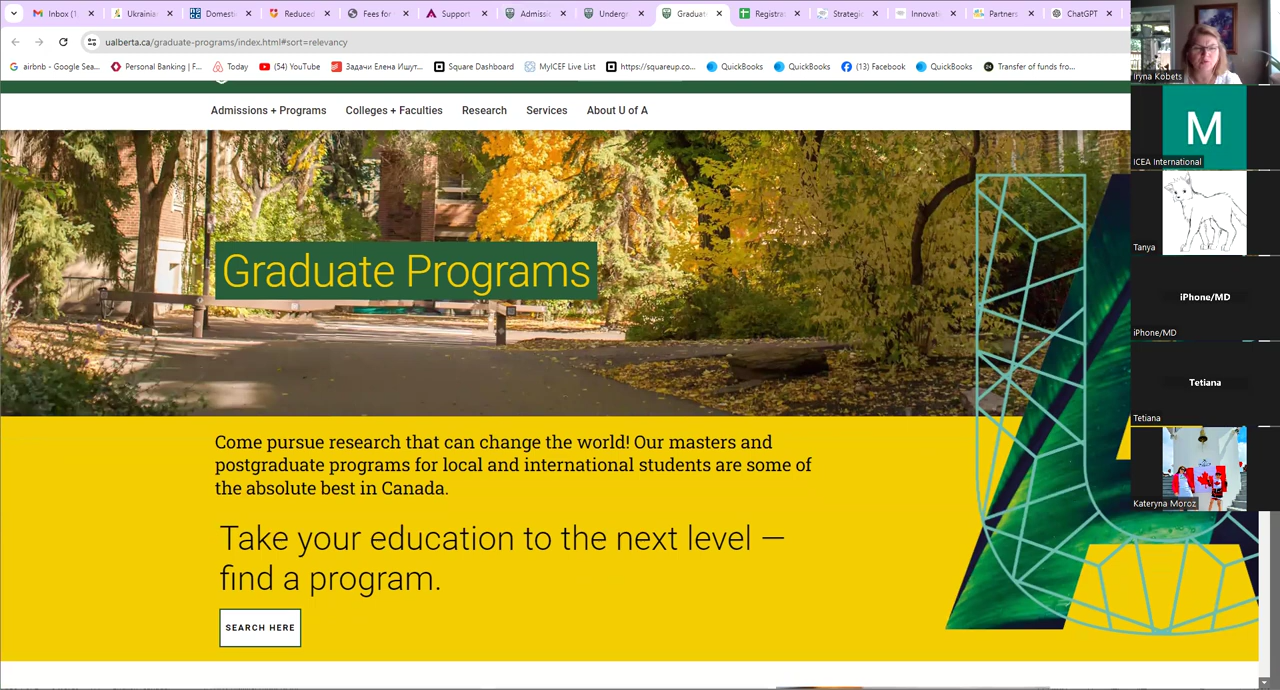 Inbox (1,
Ukrainia
Domesti
Reduced
Fees for
Support
Admissi
Underg
Graduat
Registra
Strategic
Innovati
Partners
ChatGPT
ualberta.ca/graduate-programs/index.html#sort=relevancy
airbnb - Google Sea...
Personal Banking | F...
Today
(54) YouTube
Задачи Елена Ишут...
Square Dashboard
MyICEF Live List
https://squareup.co...
QuickBooks
QuickBooks
(13) Facebook
QuickBooks
Transfer of funds fro...
Admissions + Programs
Colleges + Faculties
Research
Services
About U of A
Graduate Programs
Come pursue research that can change the world! Our masters and
postgraduate programs for local and international students are some of
the absolute best in Canada.
Take your education to the next level —
find a program.
SEARCH HERE
Iryna Kobets
M
ICEA International
Tanya
iPhone/MD
iPhone/MD
Tetiana
Tetiana
Kateryna Moroz